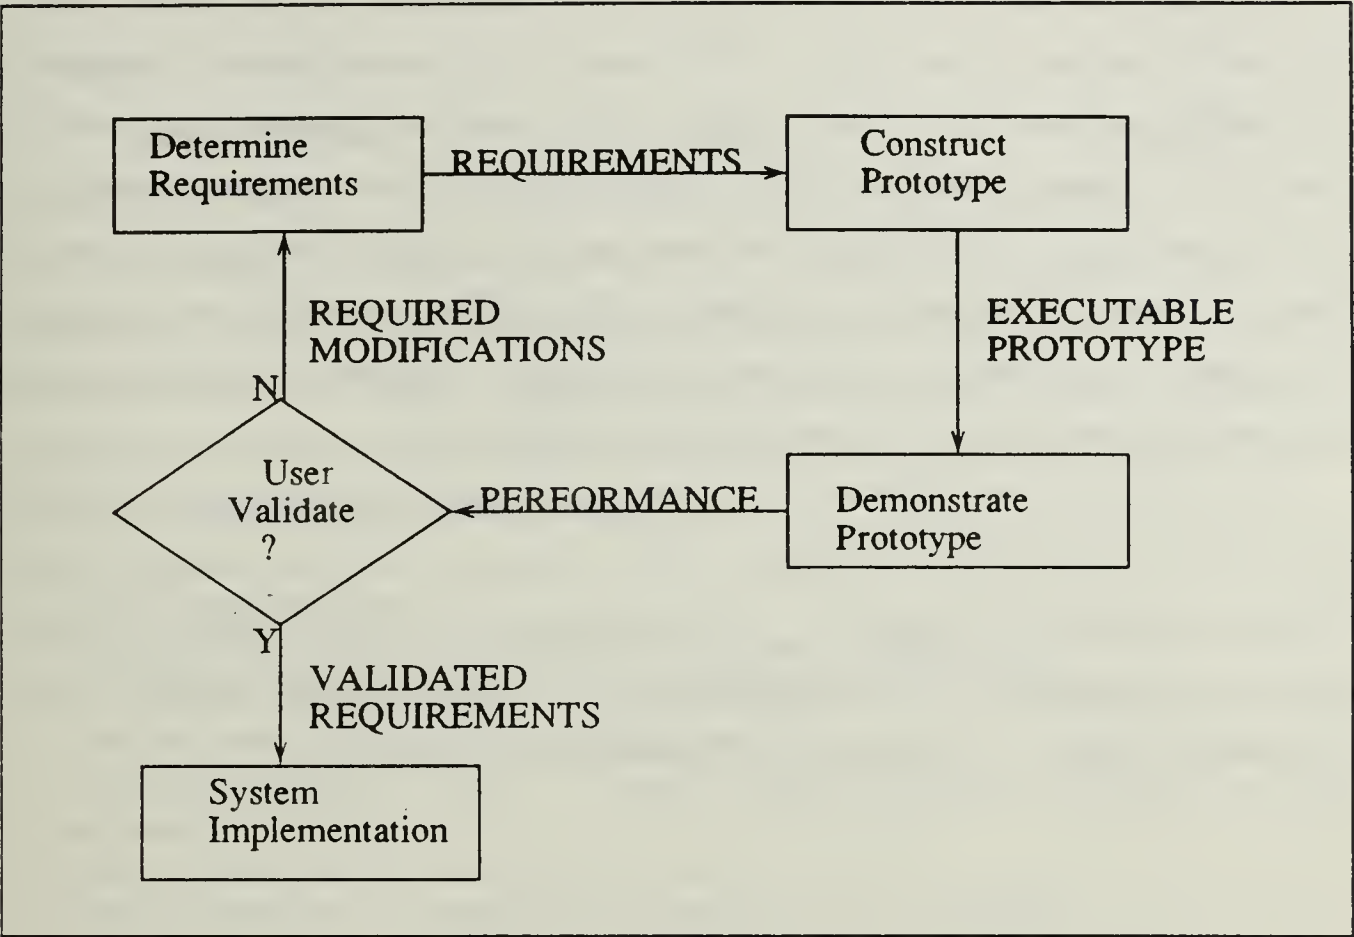 Determine
Requirements
REQUIREMENTS
Construct
Prototype
REQUIRED
MODIFICATIONS
EXECUTABLE
PROTOTYPE
N
User
Validate
?
PERFORMANCE
Demonstrate
Prototype
Y
VALIDATED
REQUIREMENTS
System
Implementation